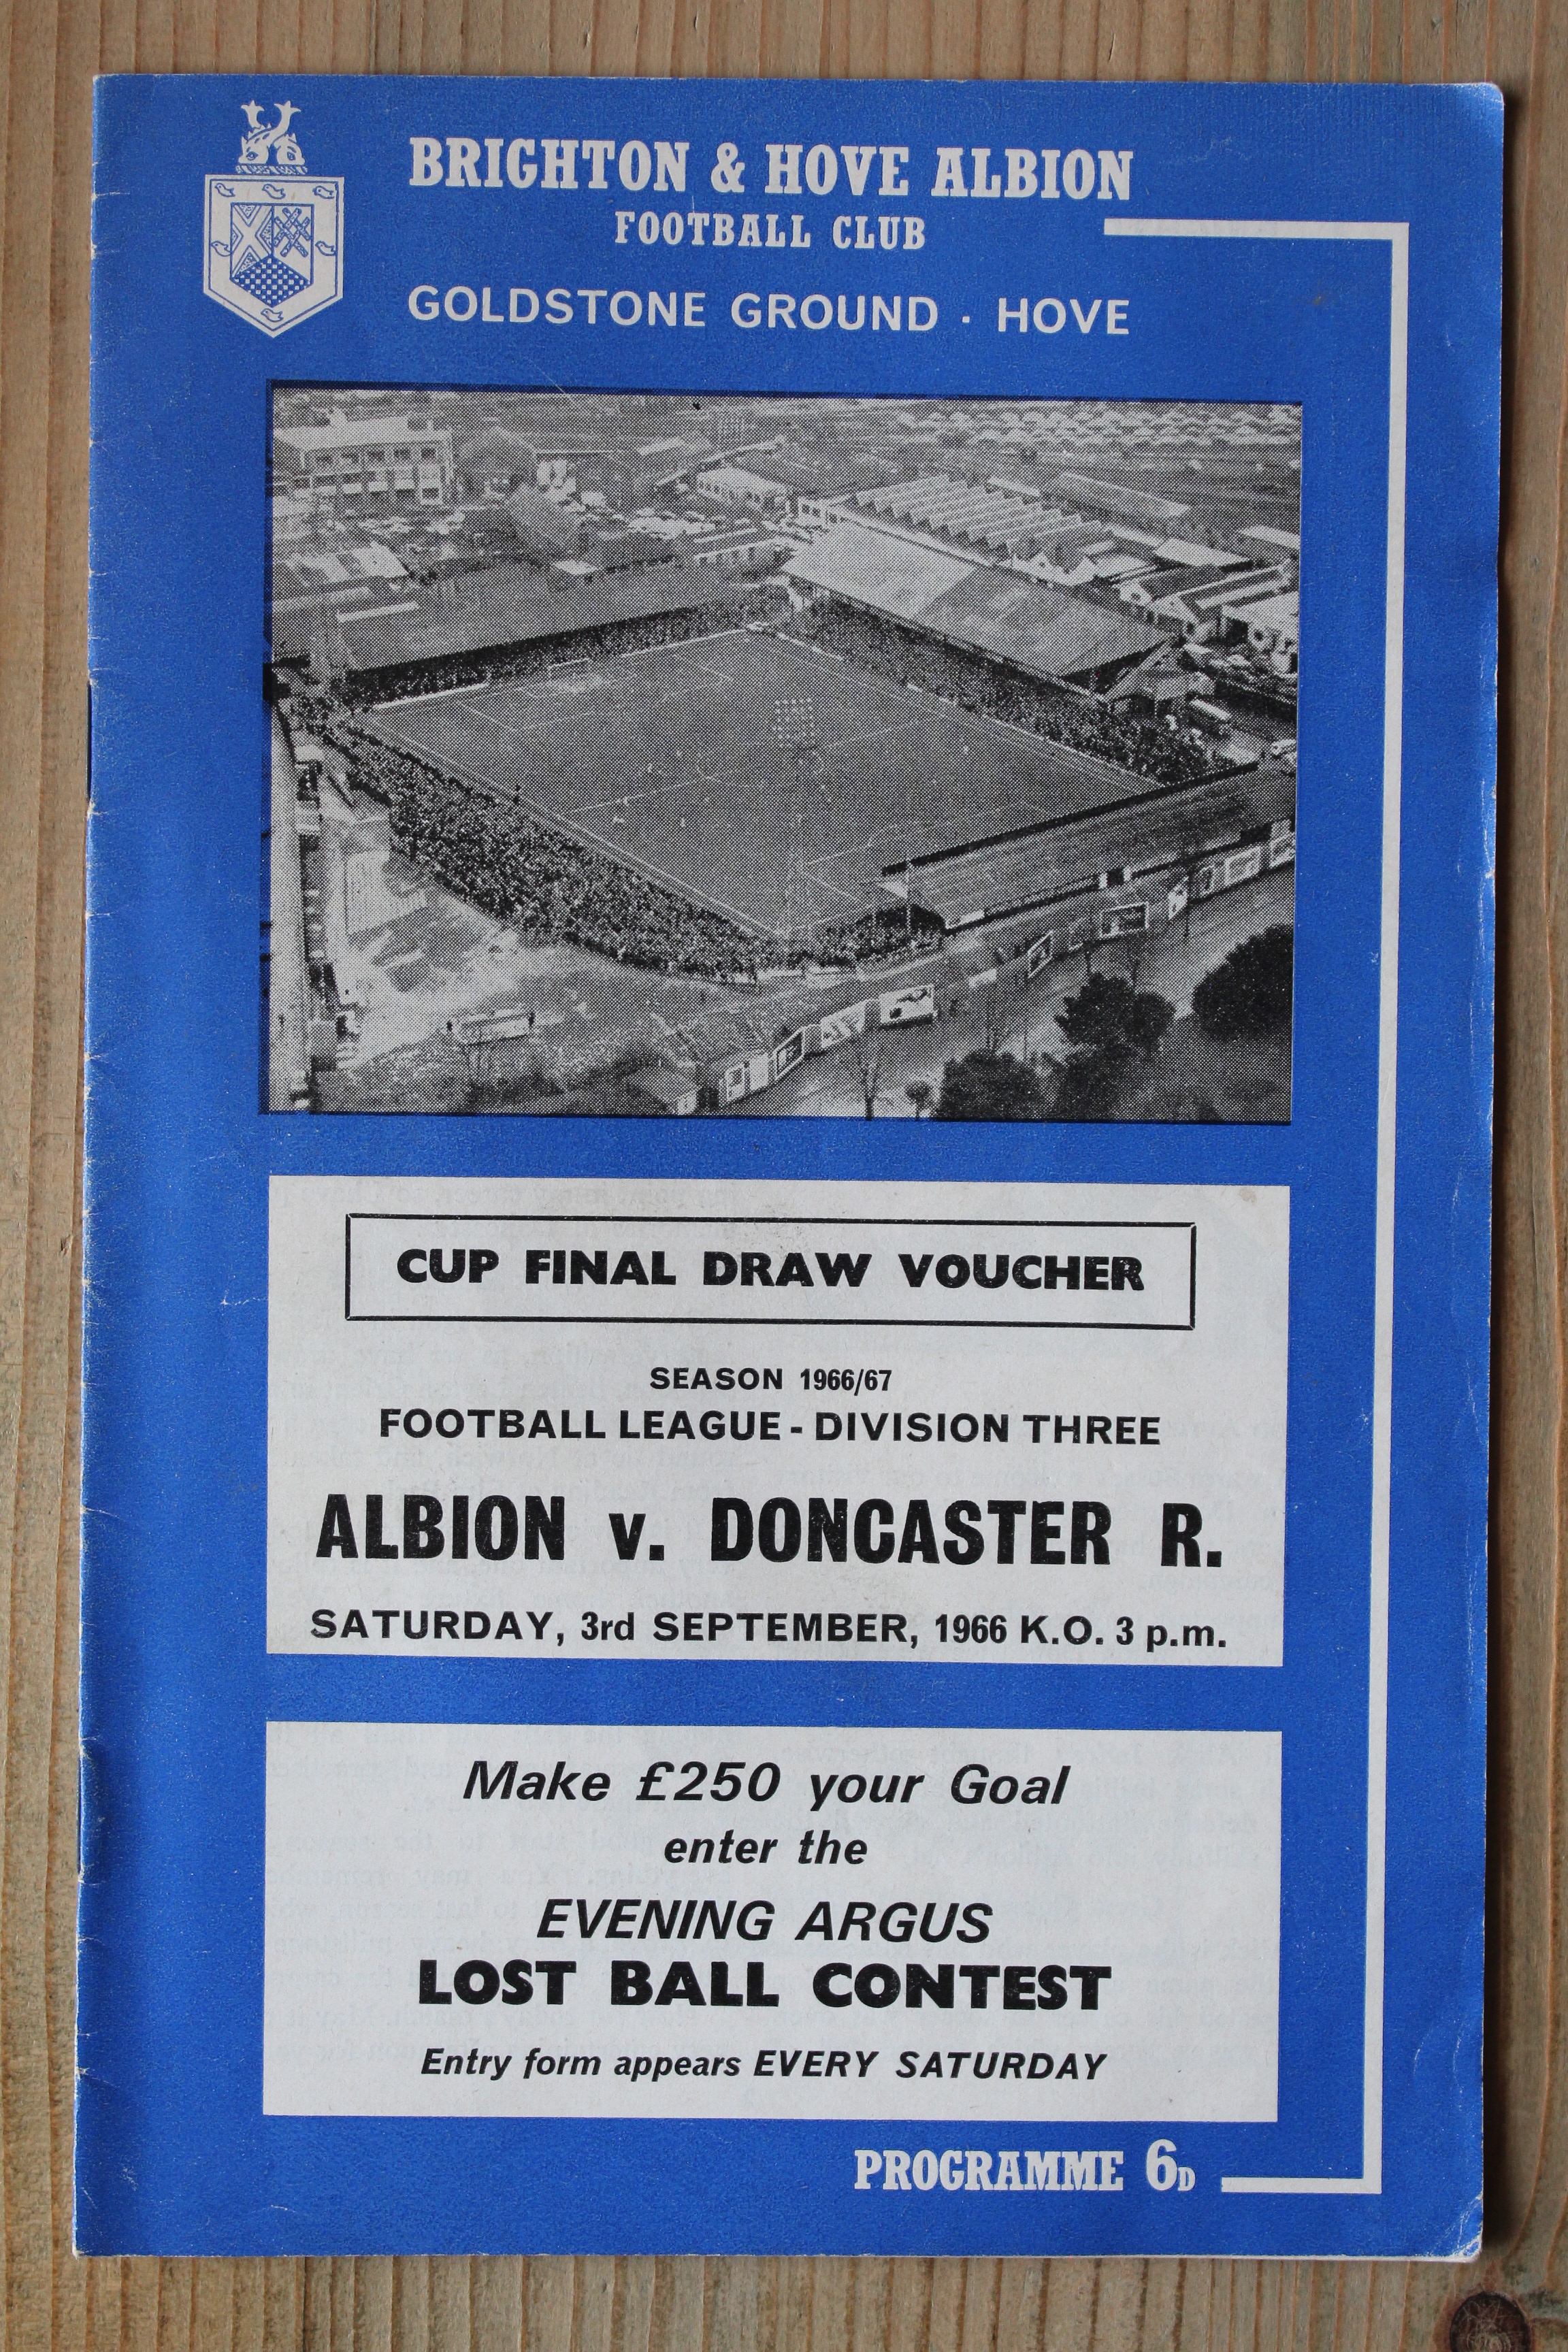 BRIGHTON & HOVE ALBION
FOOTBALL CLUB
GOLDSTONE GROUND · HOVE
CUP FINAL DRAW VOUCHER
SEASON 1966/67
FOOTBALL LEAGUE - DIVISION THREE
ALBION v. DONCASTER R.
SATURDAY, 3rd SEPTEMBER, 1966 K.O. 3 p.m.
Make £250 your Goal
enter the
EVENING ARGUS
LOST BALL CONTEST
Entry form appears EVERY SATURDAY
PROGRAMME 6D